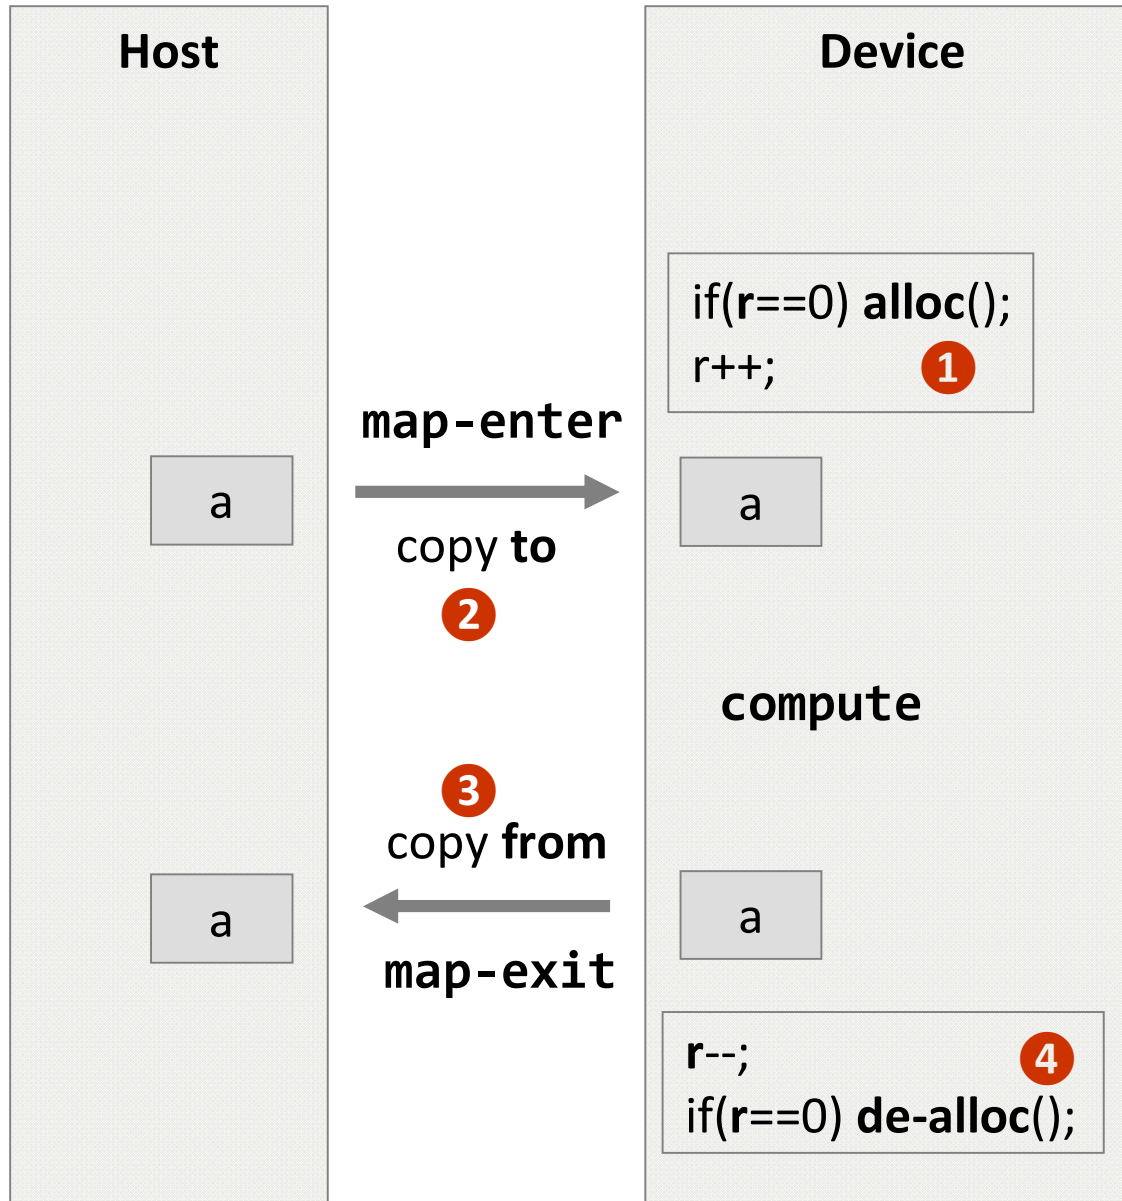 Host
Device
if(r==0) alloc();
r++;
1
map-enter
a
a
copy to
2
compute
3
copy from
a
a
map-exit
r--;
4
if(r==0) de-alloc();